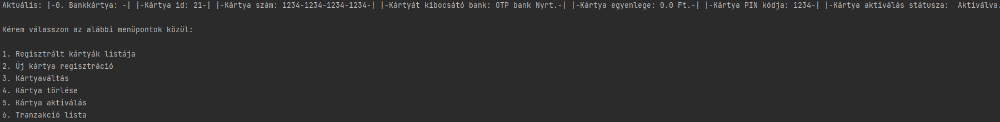 Aktuális: |-0. Bankkártya: -| |-Kártya id: 21-| |-Kártya szám: 1234-1234-1234-1234-| |-Kártyát kibocsátó bank: OTP bank Nyrt.-| |-Kártya egyenlege: 0.0 Ft.-| |-Kártya PIN kódja: 1234-| |-Kártya aktiválás státusza:  Aktiválva.
Kérem válasszon az alábbi menüpontok közül:
1. Regisztrált kártyák listája
2. Új kártya regisztráció
3. Kártyaváltás
4. Kártya törlése
5. Kártya aktiválás
6. Tranzakció lista